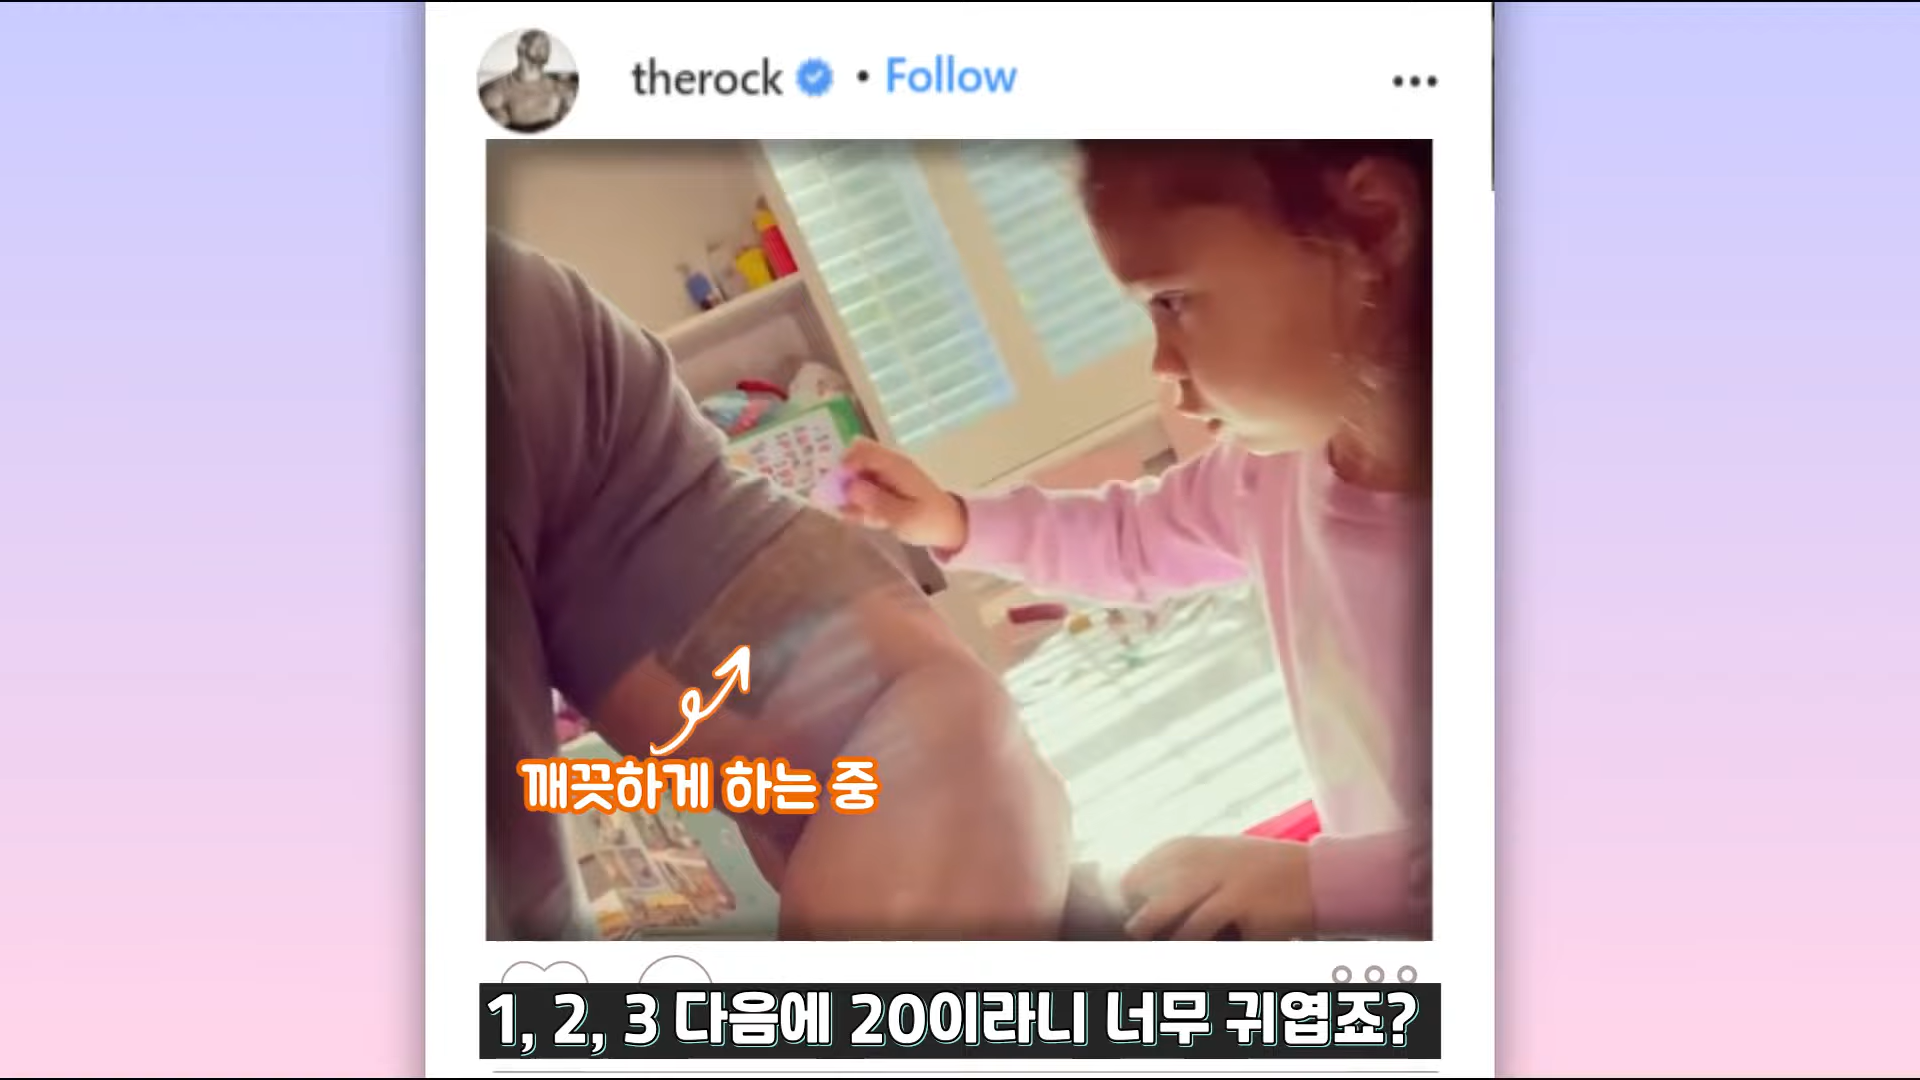 therock • Follow
깨끗하게 하는 중
1, 2, 3 다음에 20이라니 너무 귀엽죠?